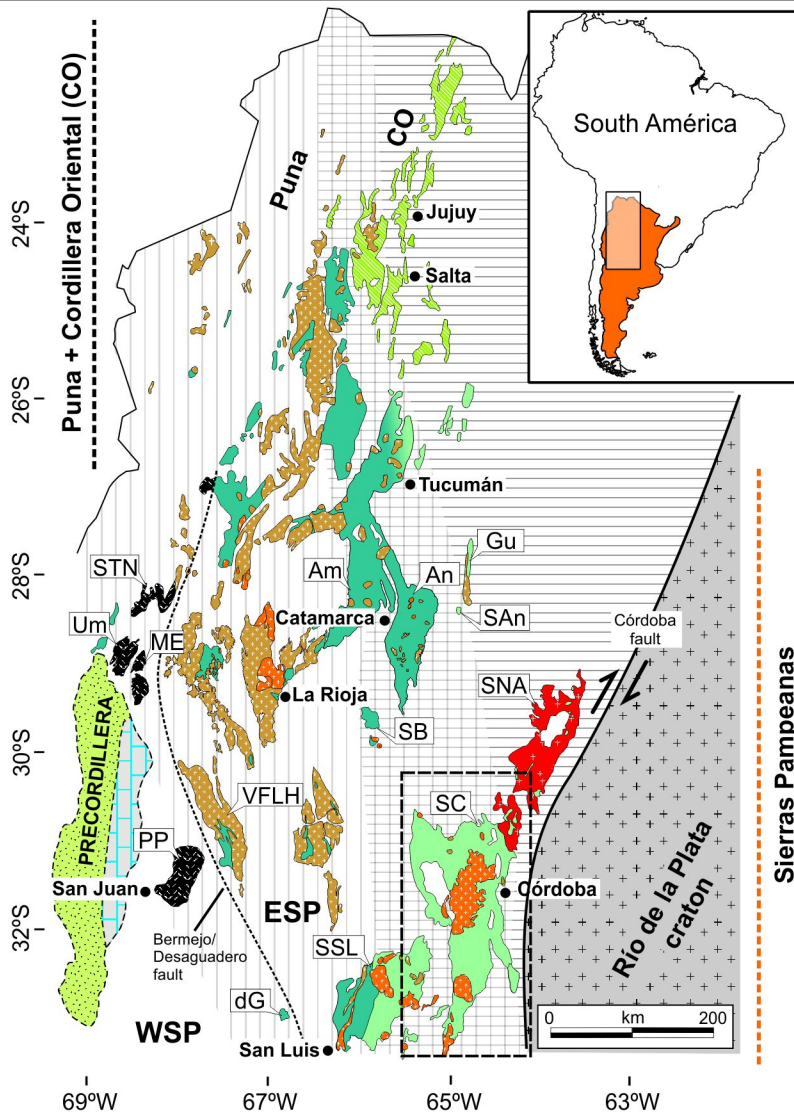 Puna + Cordillera Oriental (CO)
Puna
CO
South América
24°S
Jujuy
Salta
26°S
Tucumán
28°S
STN
Am
An
Gu
Um
ME
Catamarca
SAn
Córdoba
fault
La Rioja
SNA
SB
30°S
PRECORDILLERA
VFLH
SC
PP
San Juan
Córdoba
ESP
32°S
Bermejo/
Desaguadero
fault
SSL
dG
WSP
San Luis
Río de la Plata
craton
Sierras Pampeanas
km
0
200
69°W
67°W
65°W
63°W